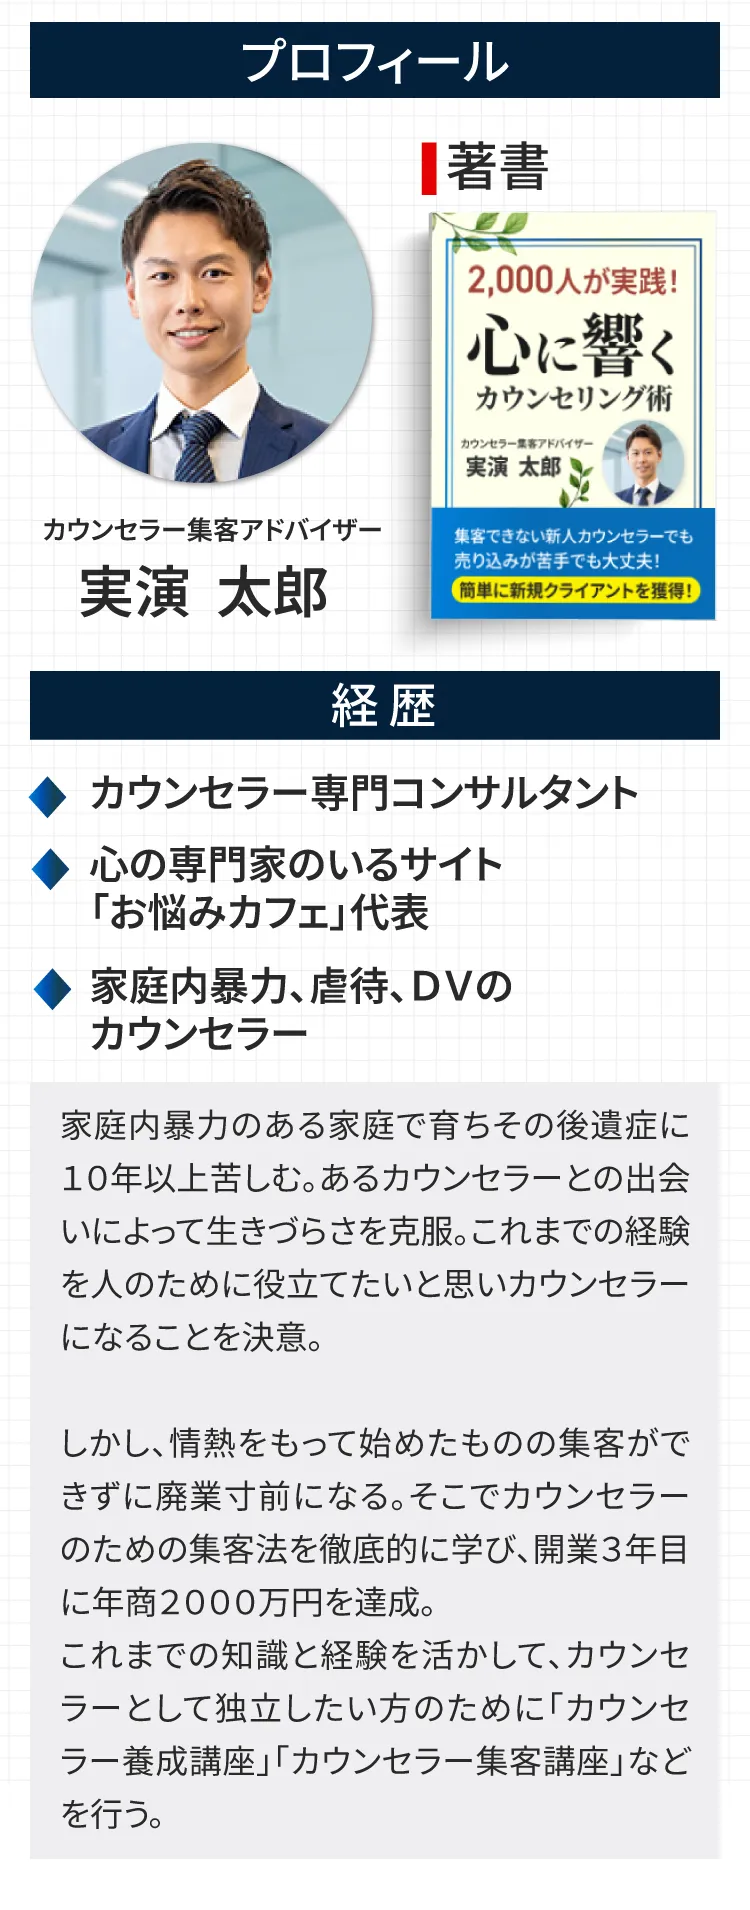 プロフィール
著書
2,000人が実践!
心に響く
カウンセリング術
カウンセラー集客アドバイザー
実演 太郎
集客できない新人カウンセラーでも
売り込みが苦手でも大丈夫!
簡単に新規クライアントを獲得!
カウンセラー集客アドバイザー
実演 太郎
経歴
カウンセラー専門コンサルタント
心の専門家のいるサイト
「お悩みカフェ」代表
家庭内暴力、虐待、DVの
カウンセラー
家庭内暴力のある家庭で育ちその後遺症に
１０年以上苦しむ。あるカウンセラーとの出会
いによって生きづらさを克服。これまでの経験
を人のために役立てたいと思いカウンセラー
になることを決意。
しかし、情熱をもって始めたものの集客がで
きずに廃業寸前になる。そこでカウンセラー
のための集客法を徹底的に学び、開業３年目
に年商２０００万円を達成。
これまでの知識と経験を活かして、カウンセ
ラーとして独立したい方のために「カウンセ
ラー養成講座」「カウンセラー集客講座」など
を行う。